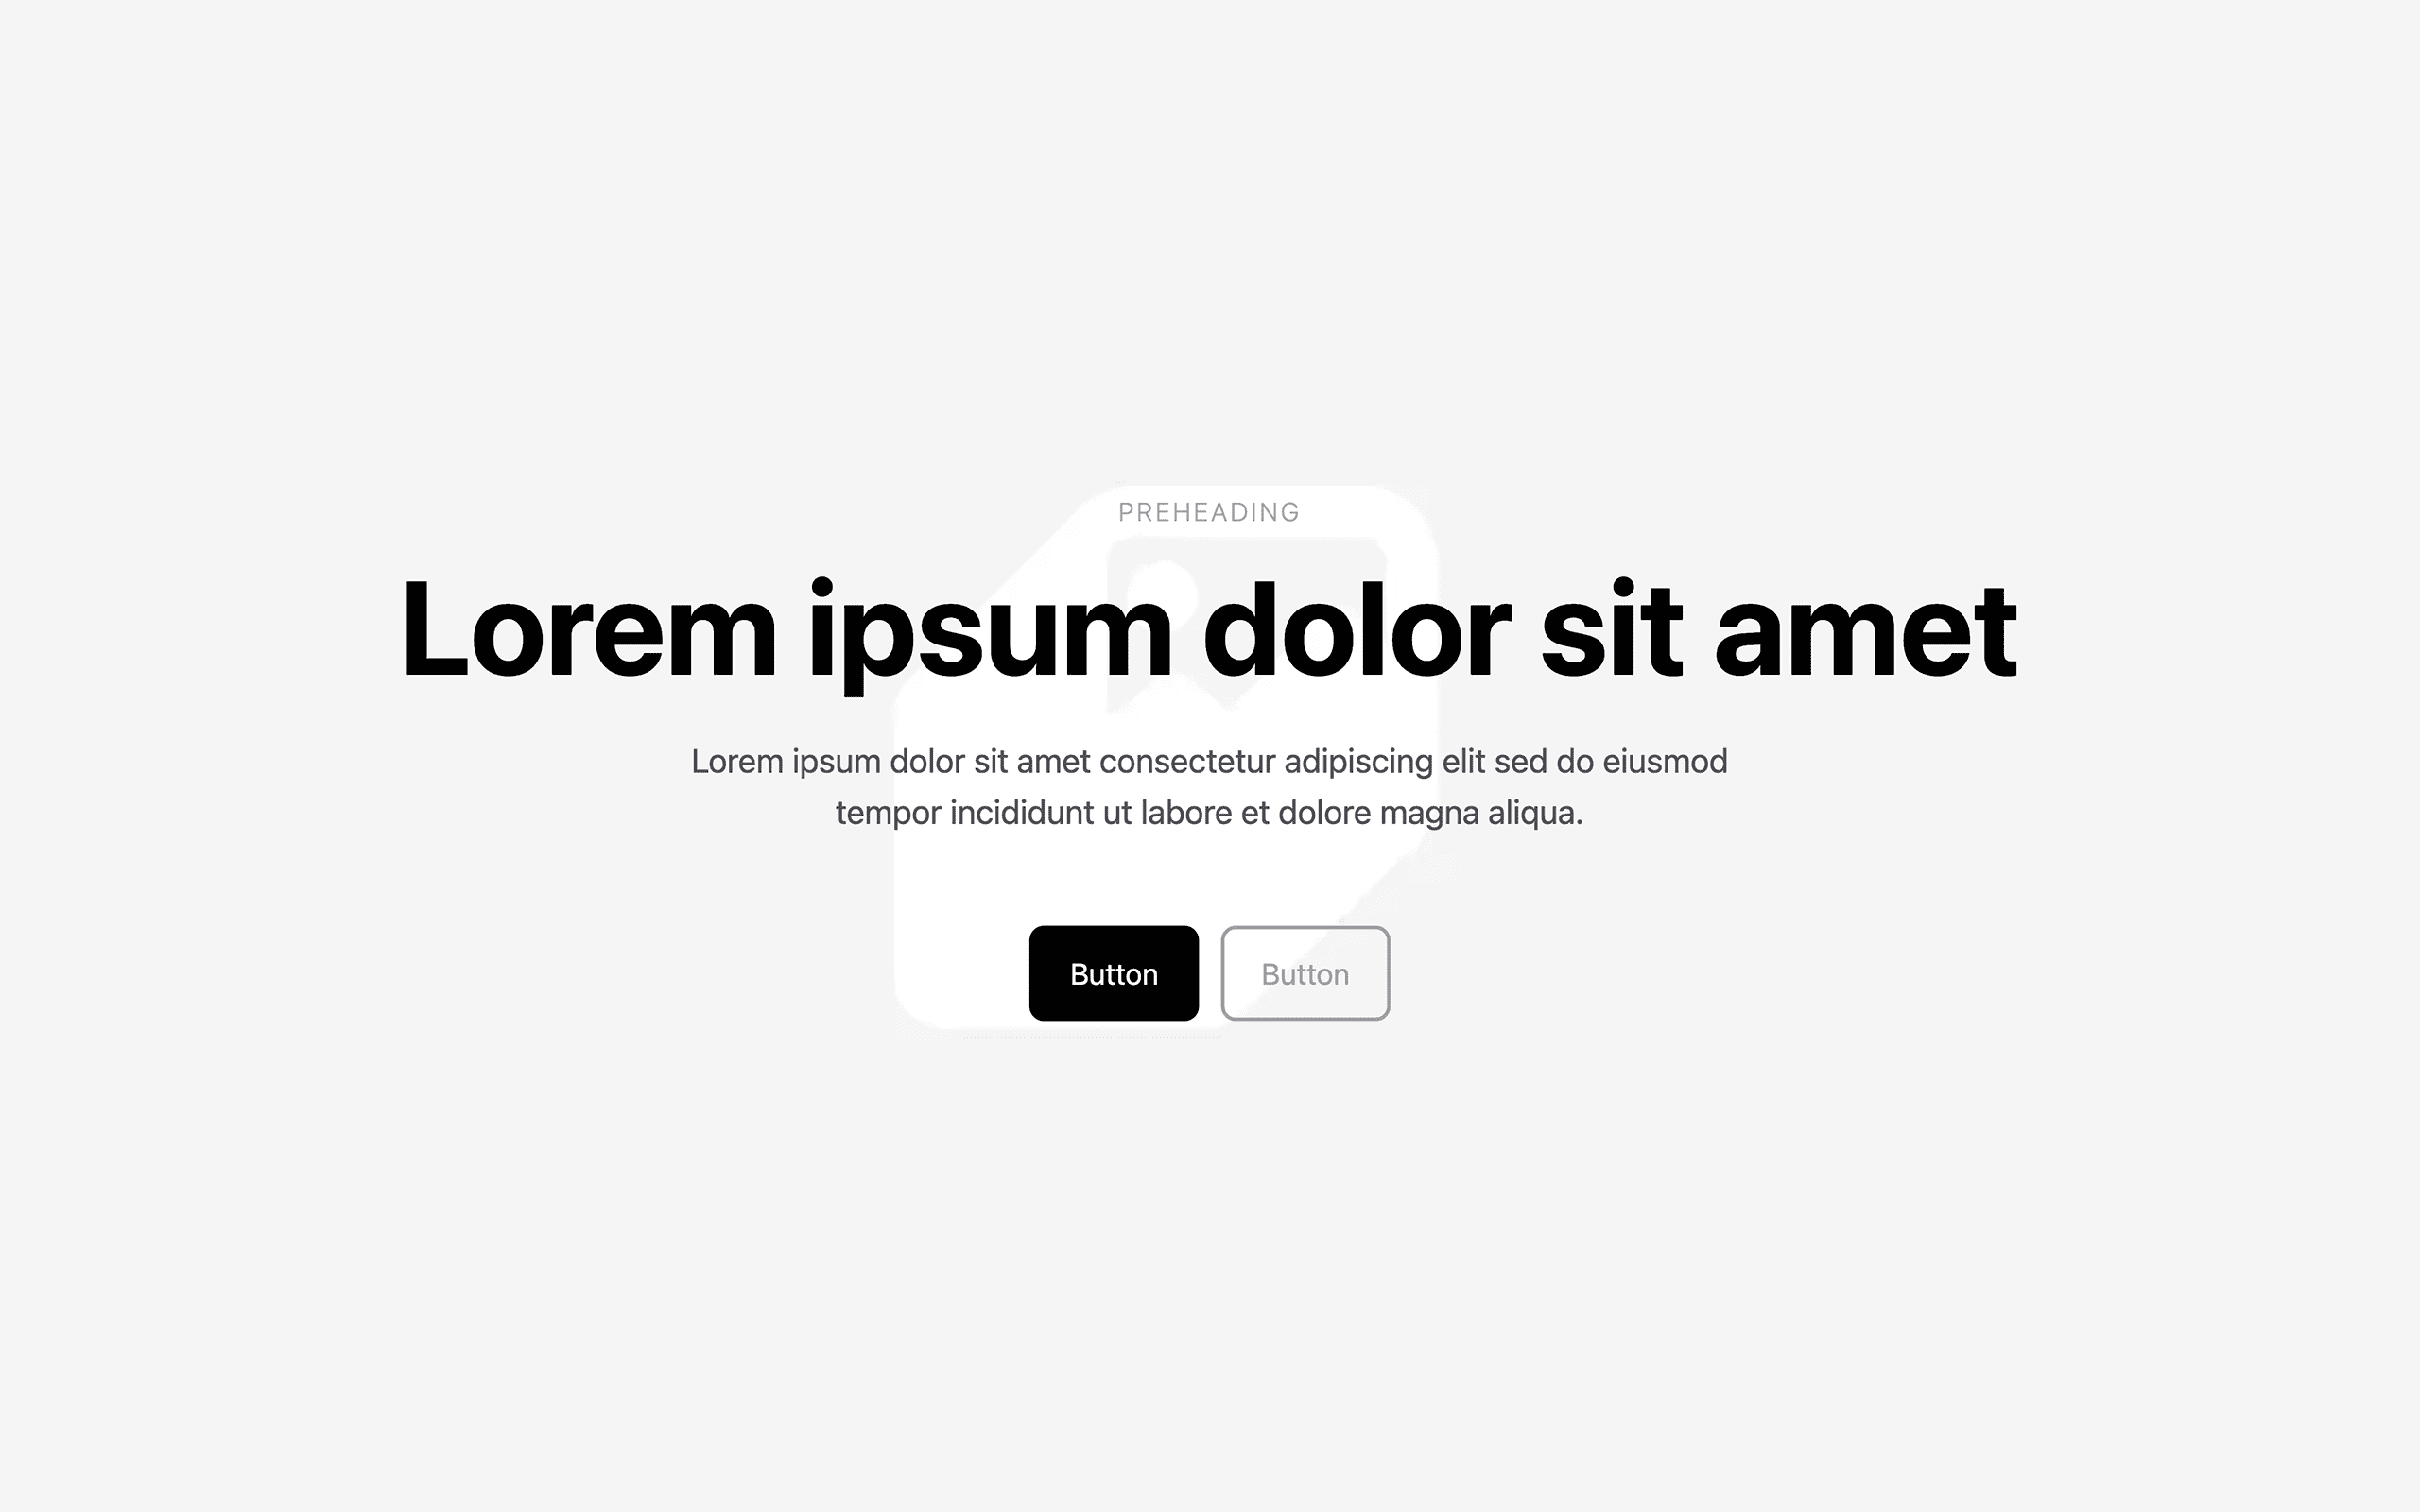 PREHEADING
Lorem ipsum dolor sit amet
Lorem ipsum dolor sit amet consectetur adipiscing elit sed do eiusmod
tempor incididunt ut labore et dolore magna aliqua.
Button Button